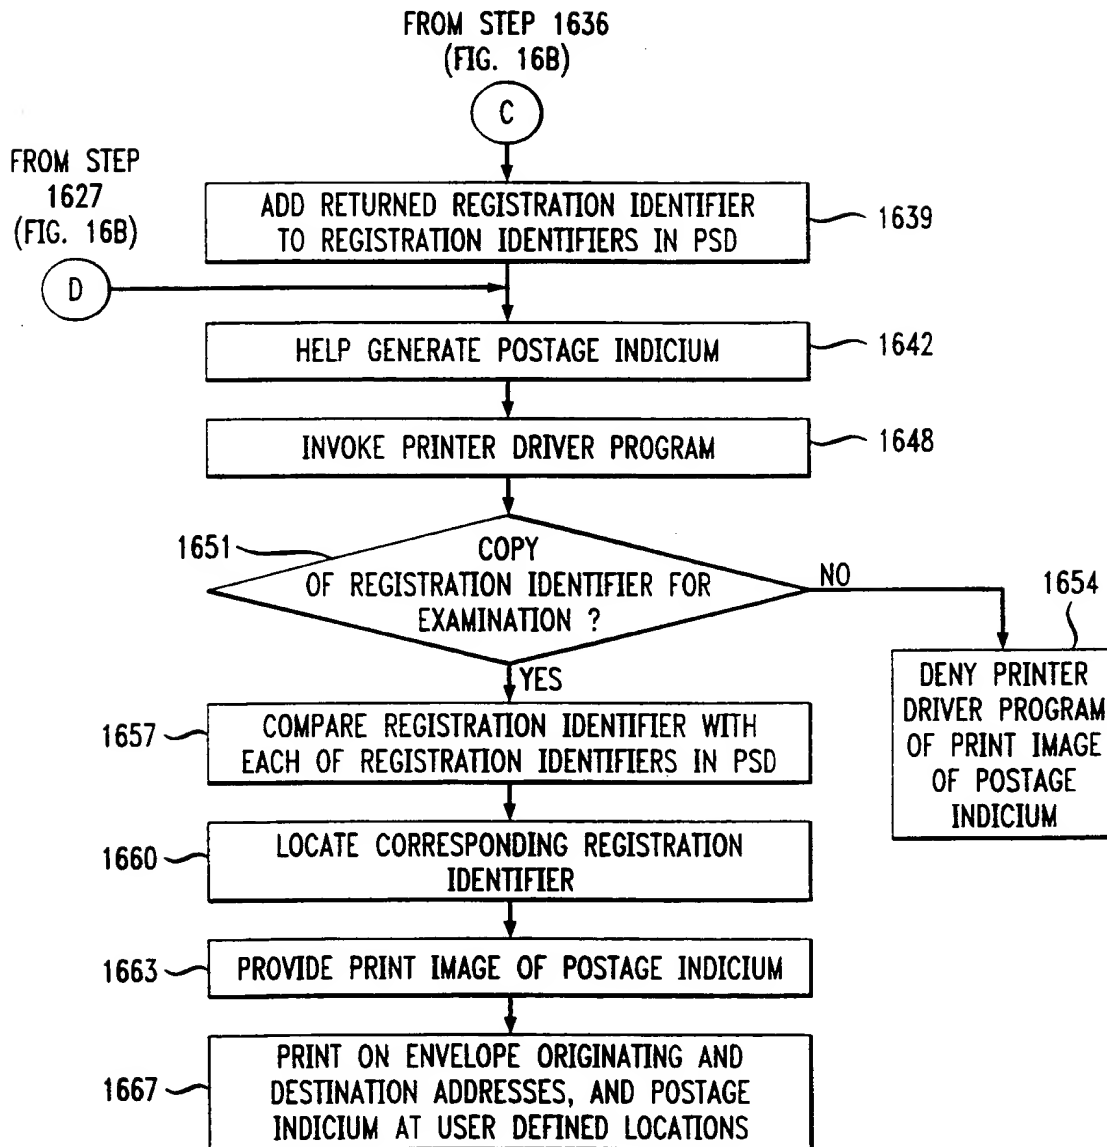 FROM STEP 1636
(FIG. 16B)
C
FROM STEP
1627
(FIG. 16B)
D
ADD RETURNED REGISTRATION IDENTIFIER
TO REGISTRATION IDENTIFIERS IN PSD
1639
HELP GENERATE POSTAGE INDICIUM
1642
INVOKE PRINTER DRIVER PROGRAM
1648
1651
COPY
OF REGISTRATION IDENTIFIER FOR
EXAMINATION ?
NO
YES
1654
DENY PRINTER
DRIVER PROGRAM
OF PRINT IMAGE
OF POSTAGE
INDICIUM
1657
COMPARE REGISTRATION IDENTIFIER WITH
EACH OF REGISTRATION IDENTIFIERS IN PSD
1660
LOCATE CORRESPONDING REGISTRATION
IDENTIFIER
1663
PROVIDE PRINT IMAGE OF POSTAGE INDICIUM
1667
PRINT ON ENVELOPE ORIGINATING AND
DESTINATION ADDRESSES, AND POSTAGE
INDICIUM AT USER DEFINED LOCATIONS